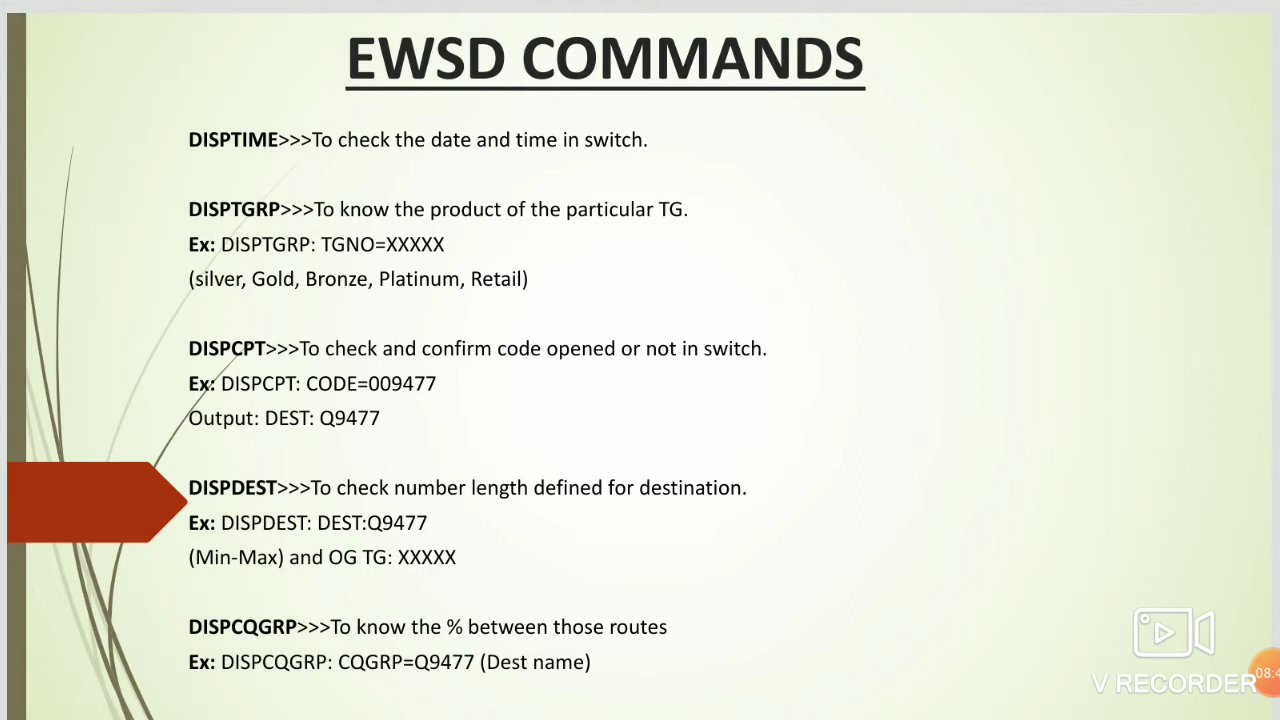 EWSD COMMANDS
DISPTIME>>>To check the date and time in switch.
DISPTGRP>>>To know the product of the particular TG.
Ex: DISPTGRP: TGNO=XXXXX
(silver, Gold, Bronze, Platinum, Retail)
DISPCPT>>>To check and confirm code opened or not in switch.
Ex: DISPCPT: CODE=009477
Output: DEST: Q9477
DISPDEST>>>To check number length defined for destination.
Ex: DISPDEST: DEST:Q9477
(Min-Max) and OG TG: XXXXX
DISPCQGRP>>>To know the % between those routes
Ex: DISPCQGRP: CQGRP=Q9477 (Dest name)
V RECORDER